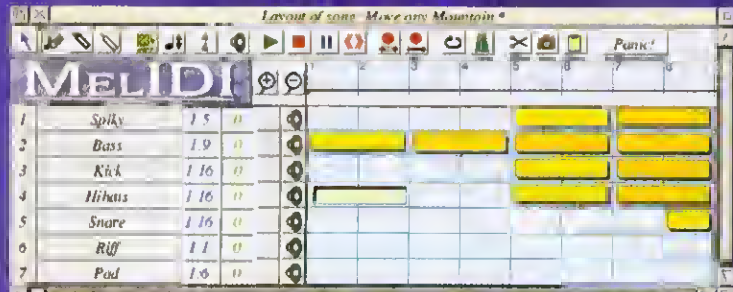 Layout of song: Move any Mountain *
Panic!
MELIDI
1 2 3 4 5 6 7 8
1 Spiky 1.5 0
2 Bass 1.9 0
3 Kick 1.16 0
4 Hihats 1.16 0
5 Snare 1.16 0
6 Riff 1.1 0
7 Pad 1.6 0